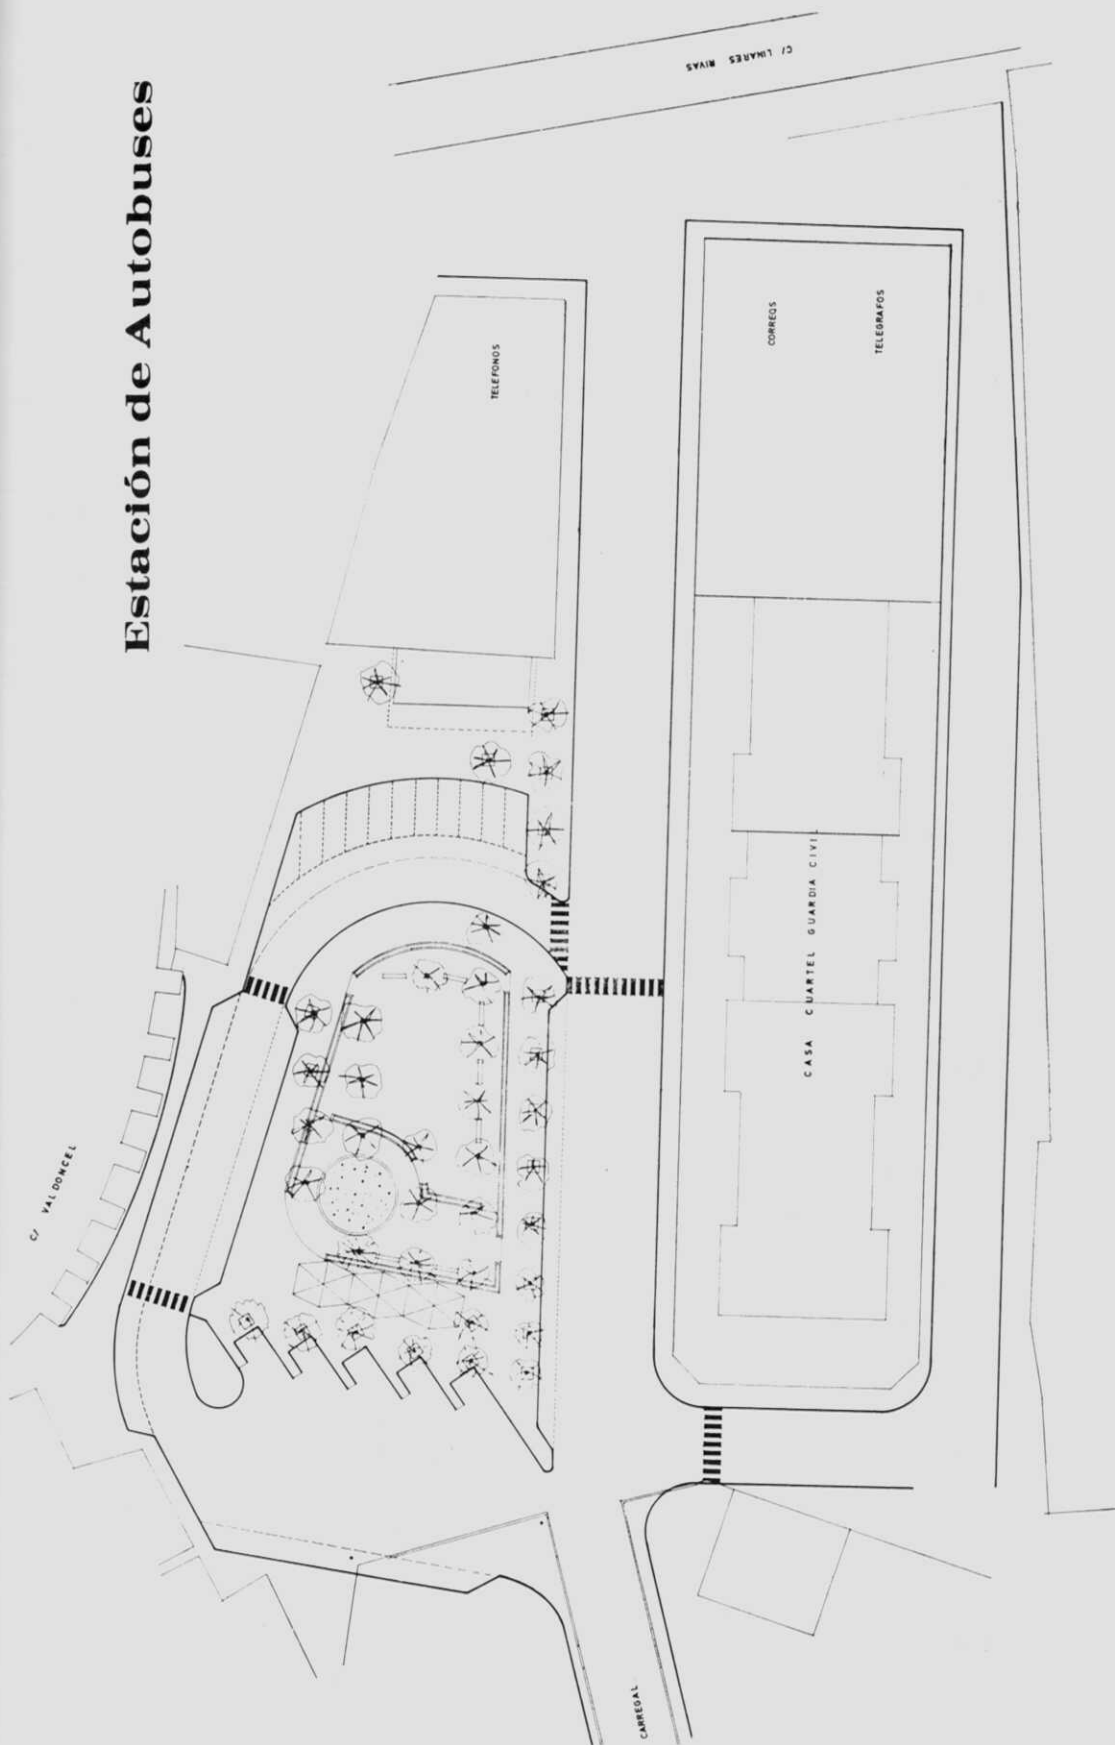 Estación de Autobuses
C/ LINARES RIVAS
TELEFONOS
CORREOS
TELEGRAFOS
CASA CUARTEL GUARDIA CIVIL
C/ VALDONCEL
CARREGAL